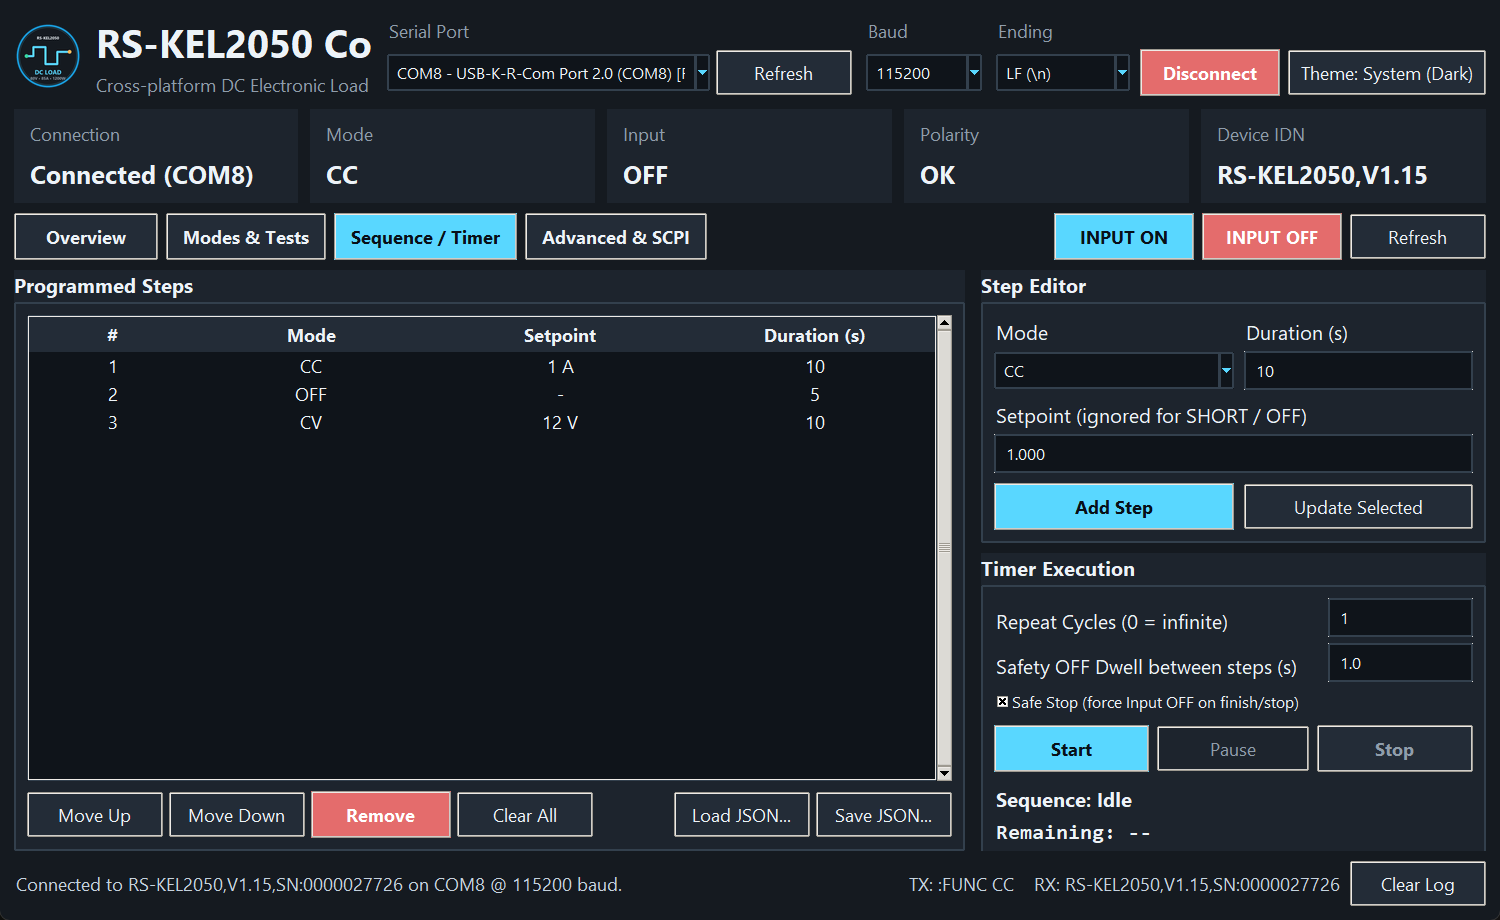 RS-KEL2050
DC LOAD
RS-KEL2050 Co
Cross-platform DC Electronic Load
Serial Port
COM8 - USB-K-R-Com Port 2.0 (COM8) [F
Refresh
Baud
115200
Ending
LF (\n)
Disconnect
Theme: System (Dark)
Connection
Connected (COM8)
Mode
CC
Input
OFF
Polarity
OK
Device IDN
RS-KEL2050,V1.15
Overview
Modes & Tests
Sequence / Timer
Advanced & SCPI
INPUT ON
INPUT OFF
Refresh
Programmed Steps
# Mode Setpoint Duration (s)
1 CC 1 A 10
2 OFF - 5
3 CV 12 V 10
Move Up
Move Down
Remove
Clear All
Load JSON...
Save JSON...
Step Editor
Mode
Duration (s)
CC
10
Setpoint (ignored for SHORT / OFF)
1.000
Add Step
Update Selected
Timer Execution
Repeat Cycles (0 = infinite)
1
Safety OFF Dwell between steps (s)
1.0
Safe Stop (force Input OFF on finish/stop)
Start
Pause
Stop
Sequence: Idle
Remaining: --
Connected to RS-KEL2050,V1.15,SN:0000027726 on COM8 @ 115200 baud.
TX: :FUNC CC
RX: RS-KEL2050,V1.15,SN:0000027726
Clear Log